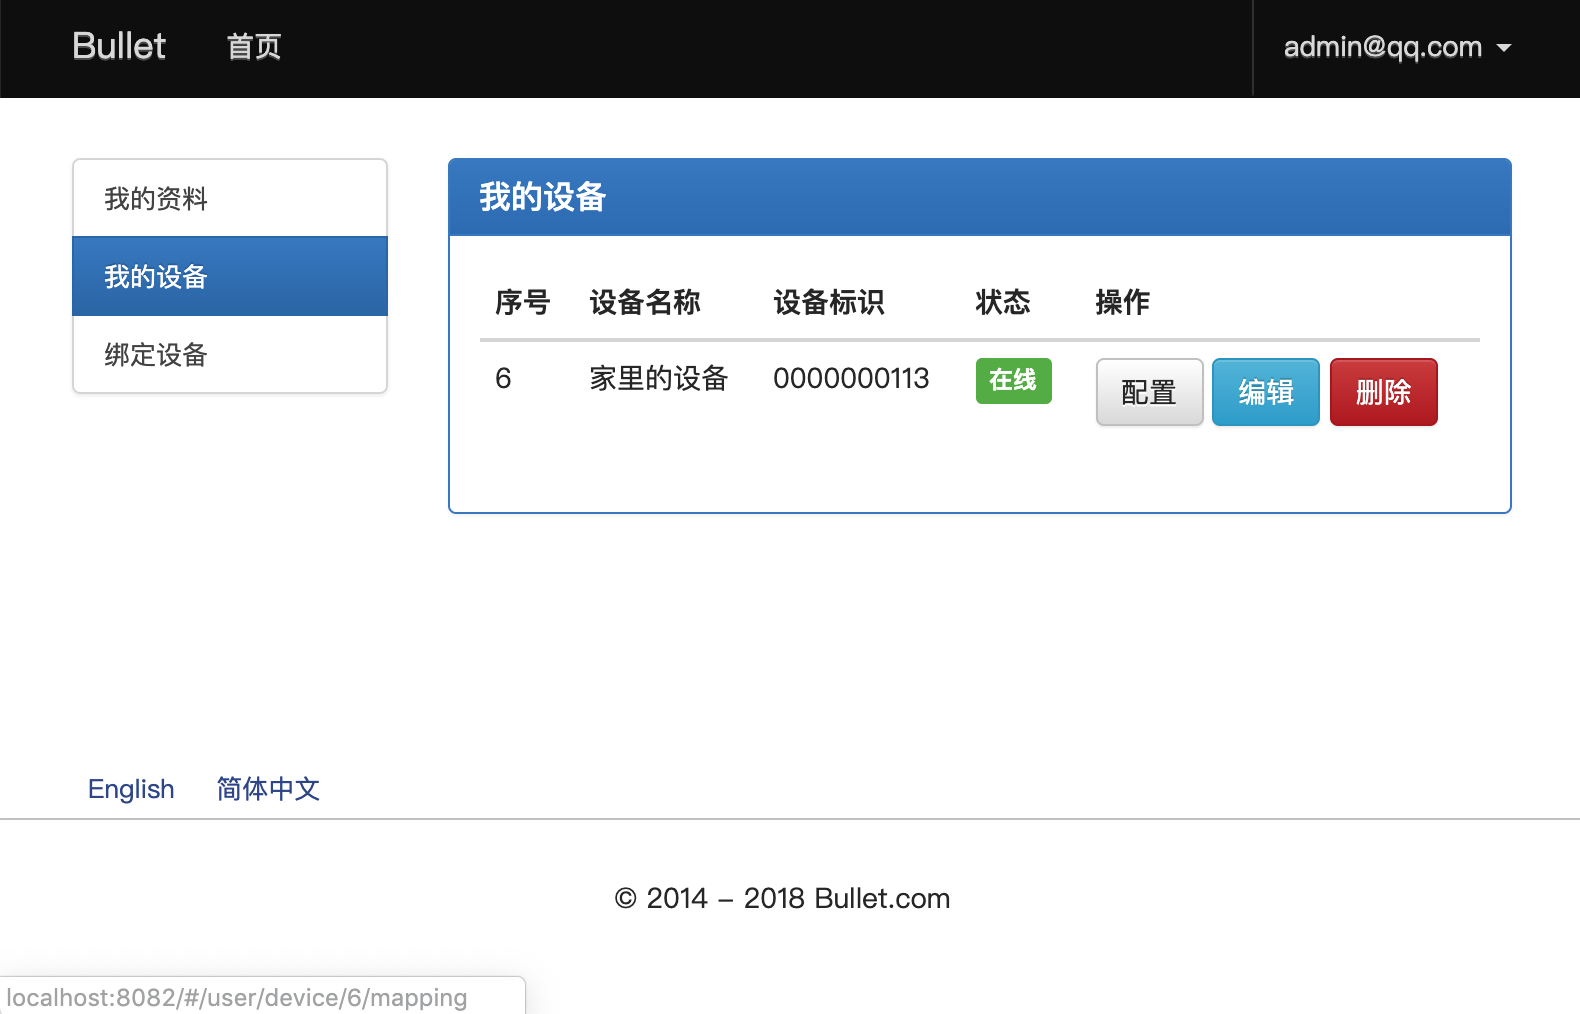 Bullet 首页 admin@qq.com
我的资料
我的设备
绑定设备
我的设备
序号 设备名称 设备标识 状态 操作
6 家里的设备 0000000113 在线 配置 编辑 删除
English 简体中文
© 2014 - 2018 Bullet.com
localhost:8082/#/user/device/6/mapping